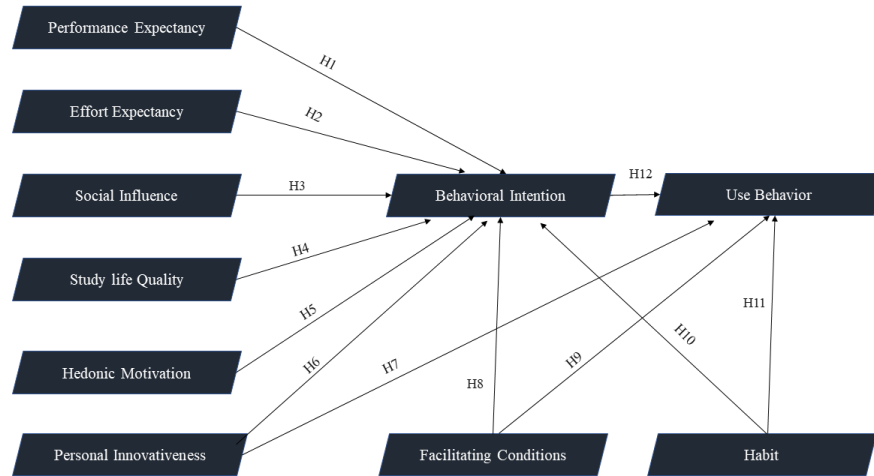 Performance Expectancy
H1
Effort Expectancy
H2
Social Influence
H3
Behavioral Intention
H12
Use Behavior
Study life Quality
H4
H5
Hedonic Motivation
H6
H7
H8
H9
H10
H11
Personal Innovativeness
Facilitating Conditions
Habit